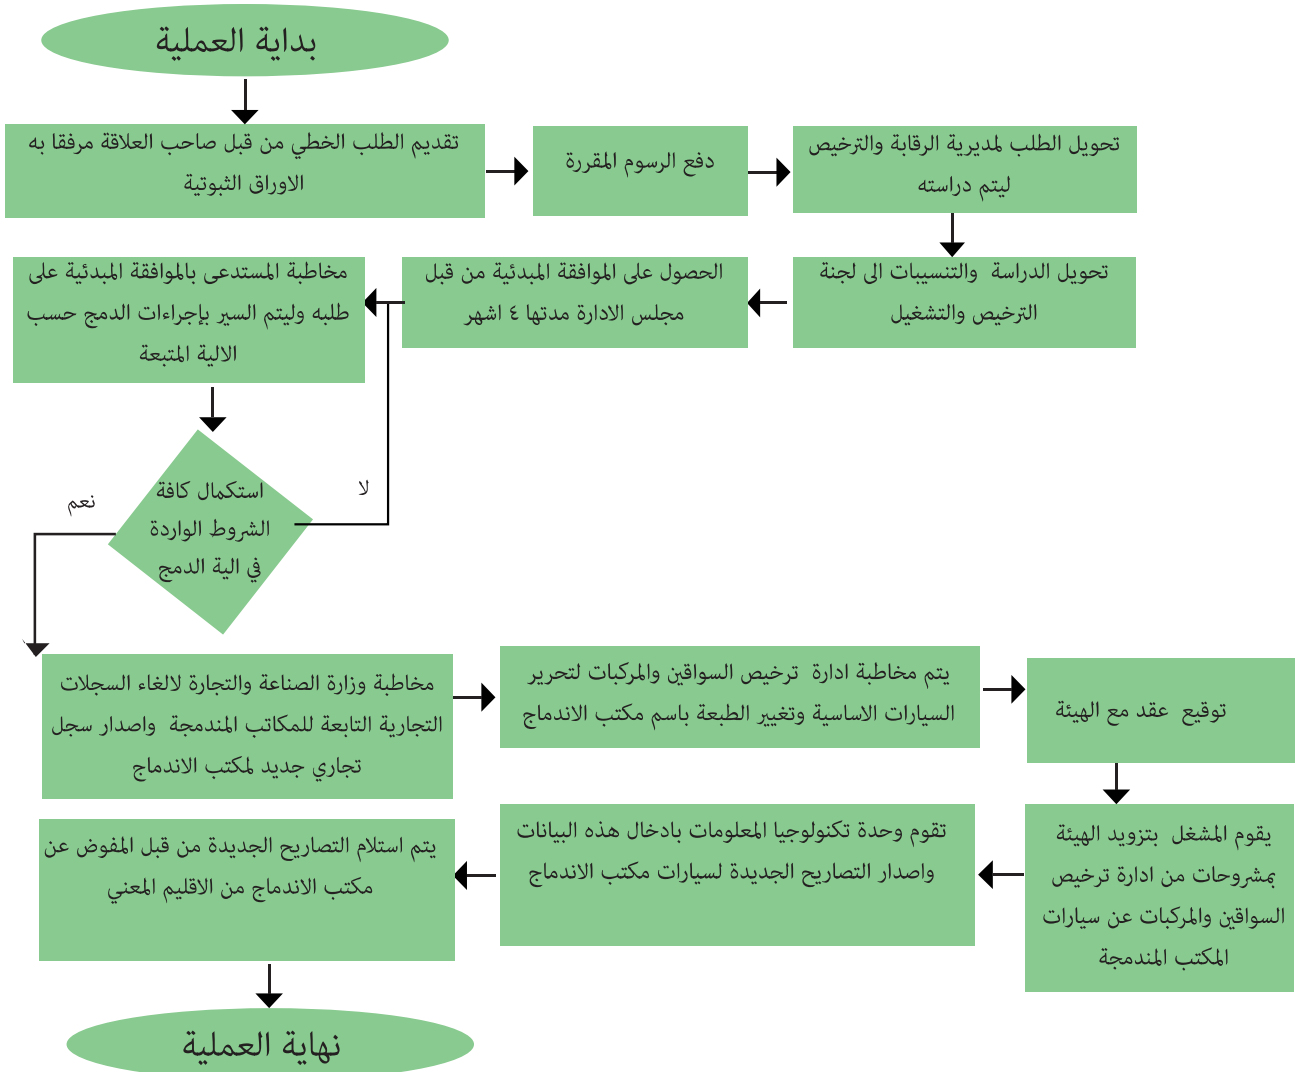 بداية العملية
تقديم الطلب الخطي من قبل صاحب العلاقة مرفقا به
الاوراق الثبوتية
دفع الرسوم المقررة
تحويل الطلب لمديرية الرقابة والترخيص
ليتم دراسته
تحويل الدراسة والتنسيبات الى لجنة
الترخيص والتشغيل
الحصول على الموافقة المبدئية من قبل
مجلس الادارة مدتها ٤ اشهر
مخاطبة المستدعى بالموافقة المبدئية على
طلبه وليتم السير بإجراءات الدمج حسب
الالية المتبعة
استكمال كافة
الشروط الواردة
في الية الدمج
لا
نعم
مخاطبة وزارة الصناعة والتجارة لالغاء السجلات
التجارية التابعة للمكاتب المندمجة واصدار سجل
تجاري جديد لمكتب الاندماج
يتم مخاطبة ادارة ترخيص السواقين والمركبات لتحرير
السيارات الاساسية وتغيير الطبعة باسم مكتب الاندماج
توقيع عقد مع الهيئة
يقوم المشغل بتزويد الهيئة
بمشروحات من ادارة ترخيص
السواقين والمركبات عن سيارات
المكتب المندمجة
تقوم وحدة تكنولوجيا المعلومات بادخال هذه البيانات
واصدار التصاريح الجديدة لسيارات مكتب الاندماج
يتم استلام التصاريح الجديدة من قبل المفوض عن
مكتب الاندماج من الاقليم المعني
نهاية العملية